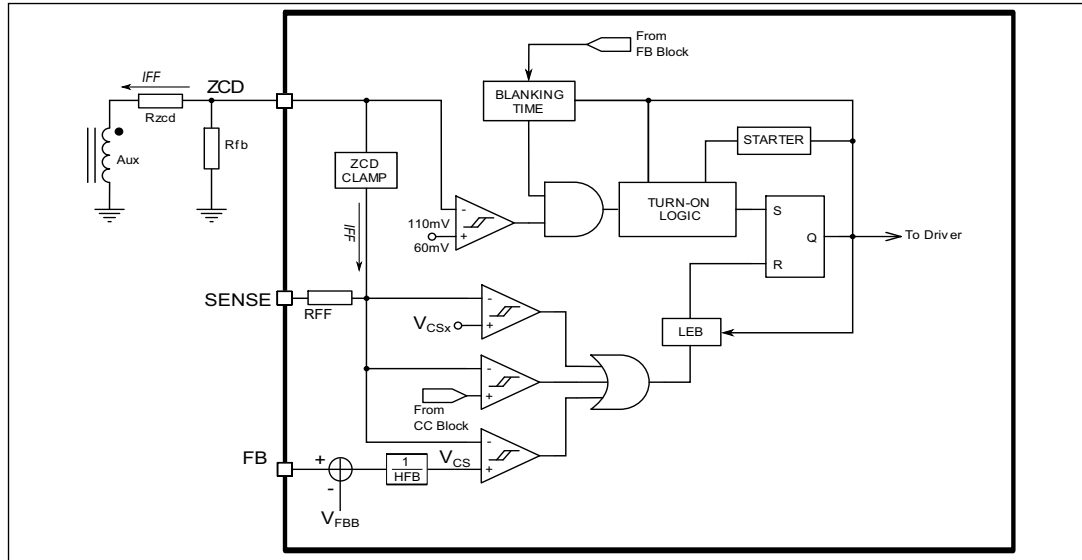 From
FB Block
IFF
ZCD
BLANKING
TIME
Rzcd
STARTER
Rfb
Aux
ZCD
CLAMP
TURN-ON
LOGIC
-
110mV
+
60mV
S
Q
To Driver
R
IFF
SENSE
RFF
-
VCSx
+
LEB
-
+
From
CC Block
-
FB
+
1
HFB
VCS
+
-
VFBB